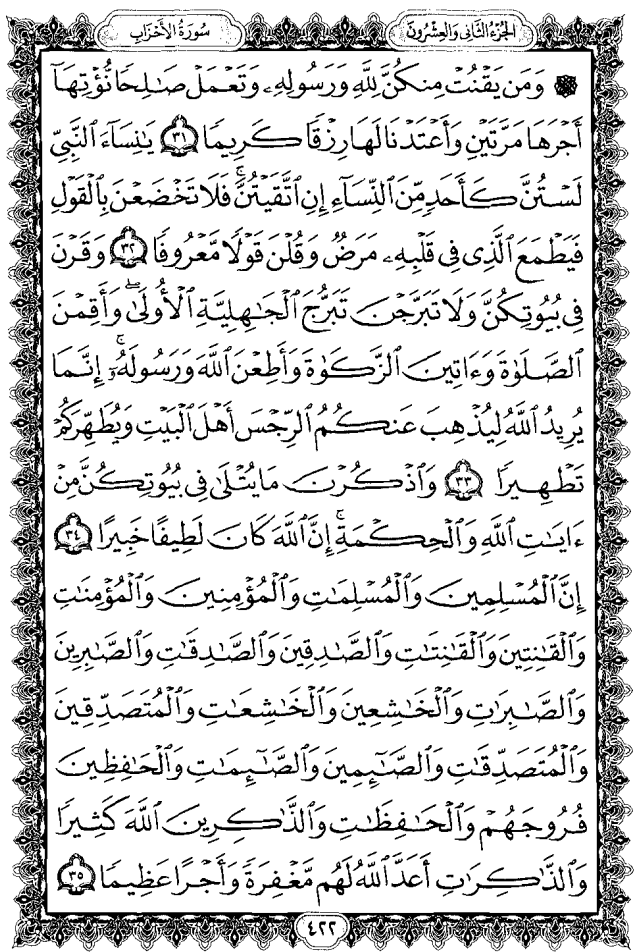 الجزء الثاني والعشرون
سورة الأحزاب
۞ وَمَن يَقْنُتْ مِنكُنَّ لِلَّهِ وَرَسُولِهِۦ وَتَعْمَلْ صَٰلِحًا نُّؤْتِهَآ
أَجْرَهَا مَرَّتَيْنِ وَأَعْتَدْنَا لَهَا رِزْقًا كَرِيمًا ٣١ يَٰنِسَآءَ ٱلنَّبِيِّ
لَسْتُنَّ كَأَحَدٍ مِّنَ ٱلنِّسَآءِ إِنِ ٱتَّقَيْتُنَّۚ فَلَا تَخْضَعْنَ بِٱلْقَوْلِ
فَيَطْمَعَ ٱلَّذِى فِى قَلْبِهِۦ مَرَضٌ وَقُلْنَ قَوْلًا مَّعْرُوفًا ٣٢ وَقَرْنَ
فِى بُيُوتِكُنَّ وَلَا تَبَرَّجْنَ تَبَرُّجَ ٱلْجَٰهِلِيَّةِ ٱلْأُولَىٰۖ وَأَقِمْنَ
ٱلصَّلَوٰةَ وَءَاتِينَ ٱلزَّكَوٰةَ وَأَطِعْنَ ٱللَّهَ وَرَسُولَهُۥٓۚ إِنَّمَا
يُرِيدُ ٱللَّهُ لِيُذْهِبَ عَنكُمُ ٱلرِّجْسَ أَهْلَ ٱلْبَيْتِ وَيُطَهِّرَكُمْ
تَطْهِيرًا ٣٣ وَٱذْكُرْنَ مَا يُتْلَىٰ فِى بُيُوتِكُنَّ مِنْ
ءَايَٰتِ ٱللَّهِ وَٱلْحِكْمَةِۚ إِنَّ ٱللَّهَ كَانَ لَطِيفًا خَبِيرًا ٣٤
إِنَّ ٱلْمُسْلِمِينَ وَٱلْمُسْلِمَٰتِ وَٱلْمُؤْمِنِينَ وَٱلْمُؤْمِنَٰتِ
وَٱلْقَٰنِتِينَ وَٱلْقَٰنِتَٰتِ وَٱلصَّٰدِقِينَ وَٱلصَّٰدِقَٰتِ وَٱلصَّٰبِرِينَ
وَٱلصَّٰبِرَٰتِ وَٱلْخَٰشِعِينَ وَٱلْخَٰشِعَٰتِ وَٱلْمُتَصَدِّقِينَ
وَٱلْمُتَصَدِّقَٰتِ وَٱلصَّٰٓئِمِينَ وَٱلصَّٰٓئِمَٰتِ وَٱلْحَٰفِظِينَ
فُرُوجَهُمْ وَٱلْحَٰفِظَٰتِ وَٱلذَّٰكِرِينَ ٱللَّهَ كَثِيرًا
وَٱلذَّٰكِرَٰتِ أَعَدَّ ٱللَّهُ لَهُم مَّغْفِرَةً وَأَجْرًا عَظِيمًا ٣٥
٤٢٢